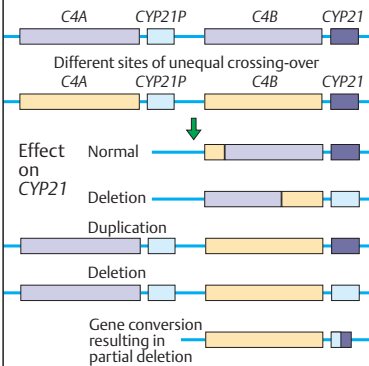 C4A CYP21P C4B CYP21
Different sites of unequal crossing-over
C4A CYP21P C4B CYP21
Effect
on
CYP21
Normal
Deletion
Duplication
Deletion
Gene conversion
resulting in
partial deletion